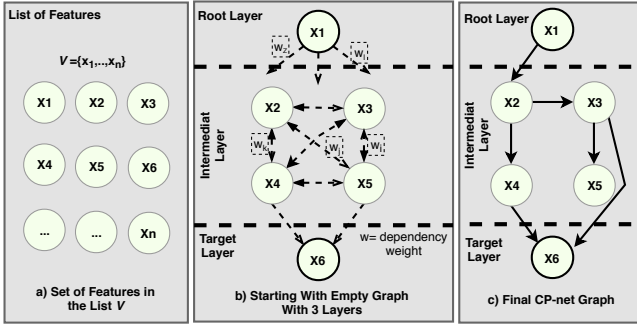 List of Features
V ={x₁,..,xₙ}
X1 X2 X3
X4 X5 X6
... ... Xn
a) Set of Features in
the List V
Root Layer
X1
W₂ Wᵢ
Intermediat
Layer
X2 X3
Wₖ Wⱼ Wᵢ
X4 X5
Target
Layer
w= dependency
weight
X6
b) Starting With Empty Graph
With 3 Layers
Root Layer
X1
Intermediat
Layer
X2 X3
X4 X5
Target
Layer
X6
c) Final CP-net Graph